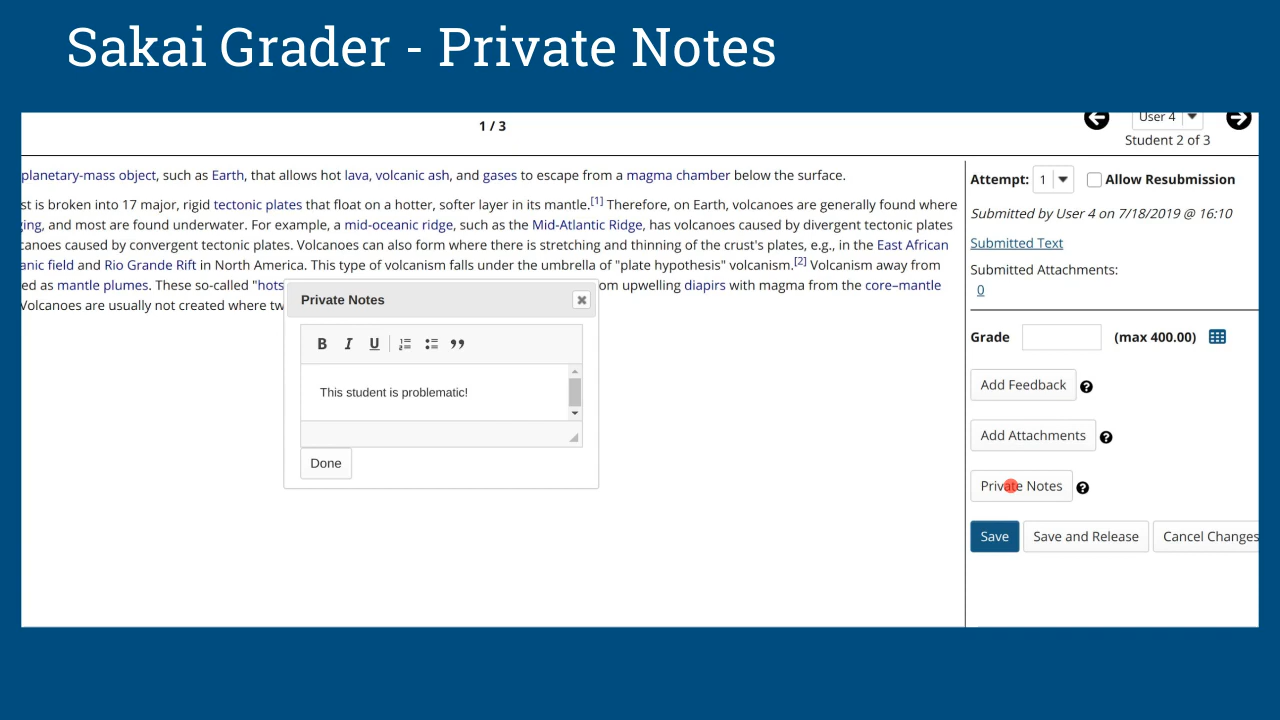 Sakai Grader - Private Notes
1 / 3
User 4
Student 2 of 3
planetary-mass object, such as Earth, that allows hot lava, volcanic ash, and gases to escape from a magma chamber below the surface.
st is broken into 17 major, rigid tectonic plates that float on a hotter, softer layer in its mantle.[1] Therefore, on Earth, volcanoes are generally found where
ging, and most are found underwater. For example, a mid-oceanic ridge, such as the Mid-Atlantic Ridge, has volcanoes caused by divergent tectonic plates
canoes caused by convergent tectonic plates. Volcanoes can also form where there is stretching and thinning of the crust's plates, e.g., in the East African
anic field and Rio Grande Rift in North America. This type of volcanism falls under the umbrella of "plate hypothesis" volcanism.[2] Volcanism away from
ed as mantle plumes. These so-called "hots om upwelling diapirs with magma from the core–mantle
Volcanoes are usually not created where tw
Private Notes
B I U
This student is problematic!
Done
Attempt: 1 Allow Resubmission
Submitted by User 4 on 7/18/2019 @ 16:10
Submitted Text
Submitted Attachments:
0
Grade (max 400.00)
Add Feedback ?
Add Attachments ?
Private Notes ?
Save Save and Release Cancel Changes